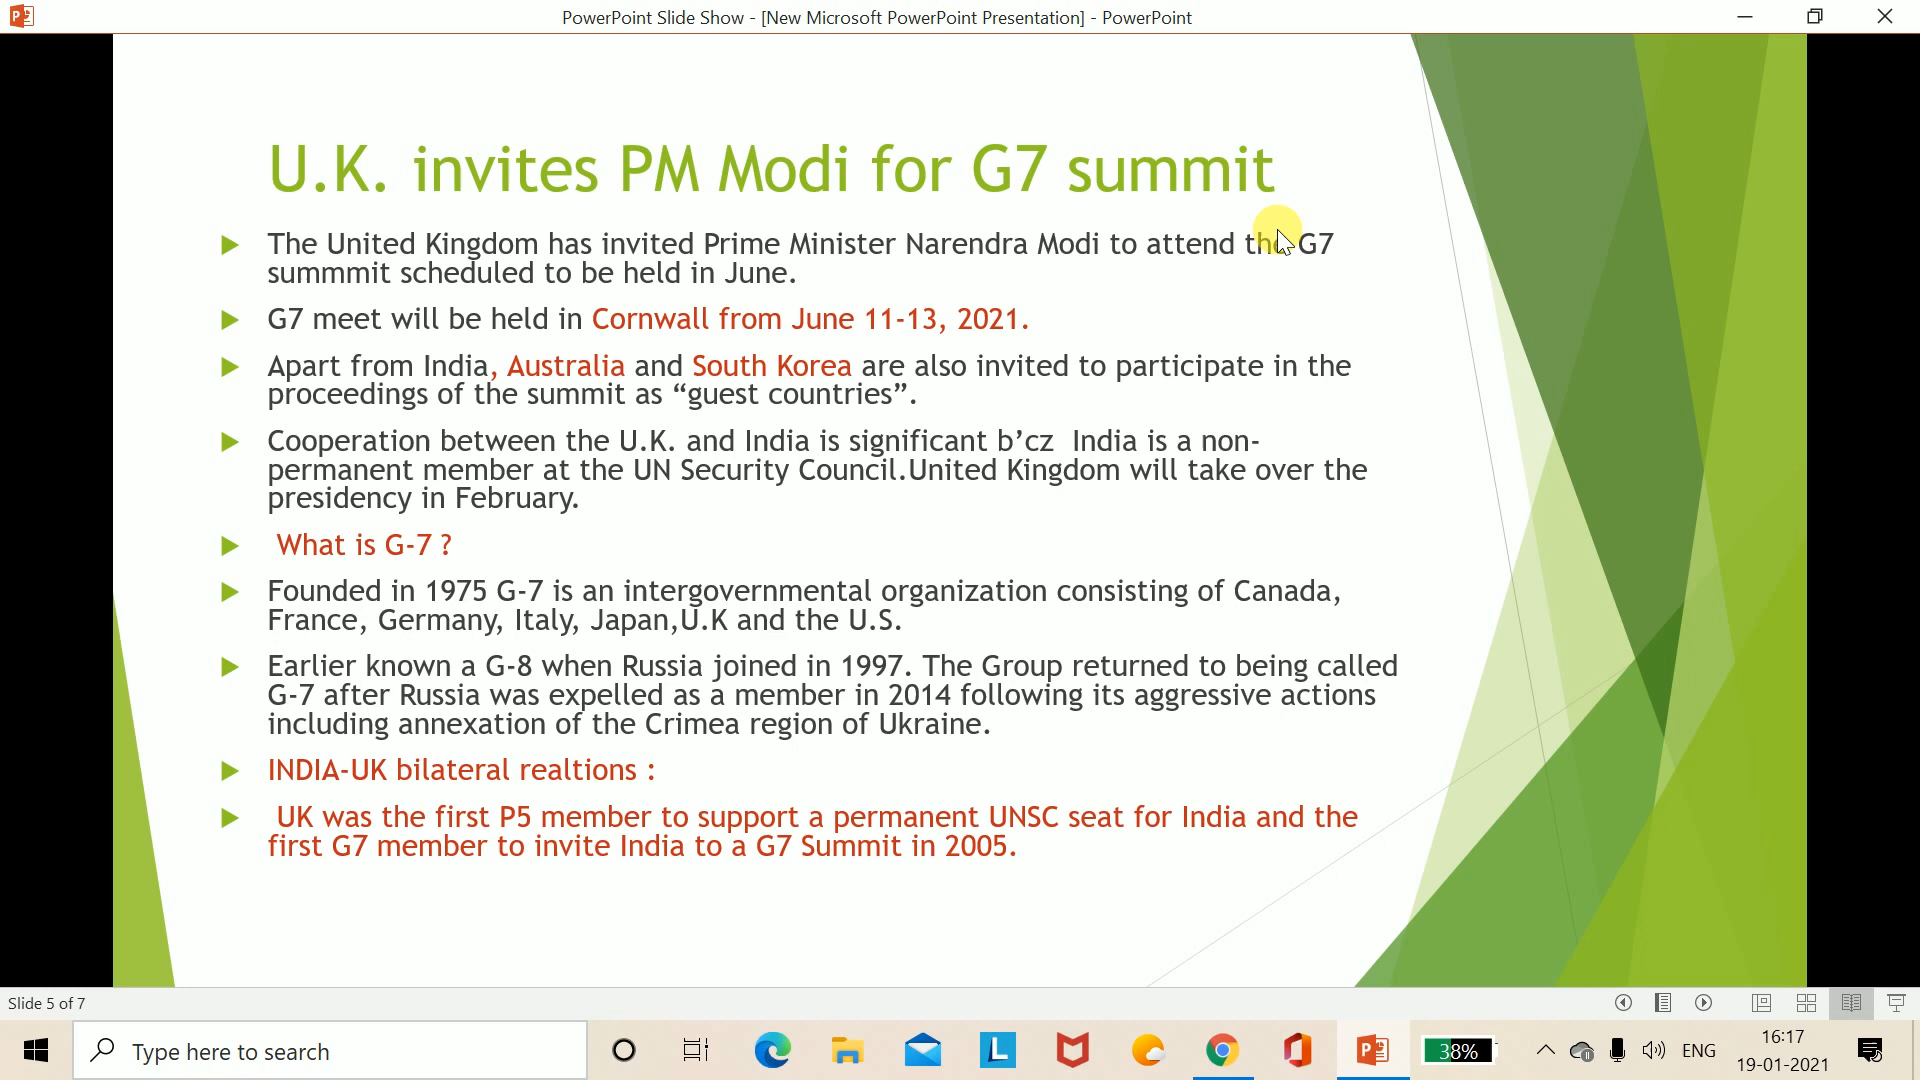 PowerPoint Slide Show - [New Microsoft PowerPoint Presentation] - PowerPoint
U.K. invites PM Modi for G7 summit
The United Kingdom has invited Prime Minister Narendra Modi to attend the G7
summmit scheduled to be held in June.
G7 meet will be held in Cornwall from June 11-13, 2021.
Apart from India, Australia and South Korea are also invited to participate in the
proceedings of the summit as “guest countries”.
Cooperation between the U.K. and India is significant b’cz India is a non-
permanent member at the UN Security Council.United Kingdom will take over the
presidency in February.
What is G-7 ?
Founded in 1975 G-7 is an intergovernmental organization consisting of Canada,
France, Germany, Italy, Japan,U.K and the U.S.
Earlier known a G-8 when Russia joined in 1997. The Group returned to being called
G-7 after Russia was expelled as a member in 2014 following its aggressive actions
including annexation of the Crimea region of Ukraine.
INDIA-UK bilateral realtions :
UK was the first P5 member to support a permanent UNSC seat for India and the
first G7 member to invite India to a G7 Summit in 2005.
Slide 5 of 7
Type here to search
38%
ENG
16:17
19-01-2021